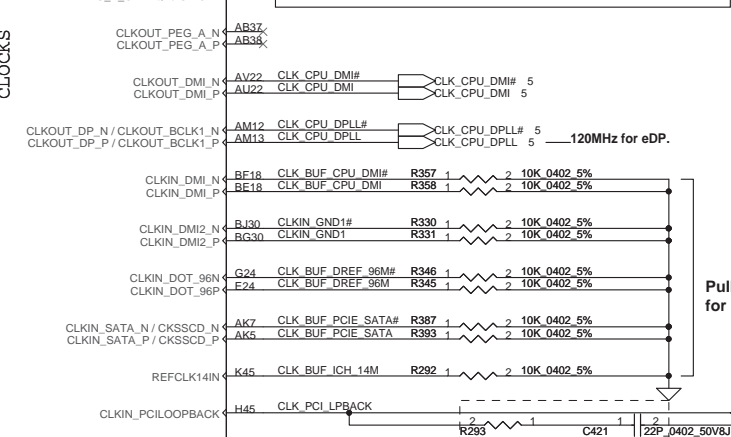 CLOCKS
CLKOUT_PEG_A_N AB37
CLKOUT_PEG_A_P AB38
CLKOUT_DMI_N AV22 CLK_CPU_DMI# CLK_CPU_DMI# 5
CLKOUT_DMI_P AU22 CLK_CPU_DMI CLK_CPU_DMI 5
CLKOUT_DP_N / CLKOUT_BCLK1_N AM12 CLK_CPU_DPLL# CLK_CPU_DPLL# 5
CLKOUT_DP_P / CLKOUT_BCLK1_P AM13 CLK_CPU_DPLL CLK_CPU_DPLL 5 120MHz for eDP.
CLKIN_DMI_N BF18 CLK_BUF_CPU_DMI# R357 1 2 10K_0402_5%
CLKIN_DMI_P BE18 CLK_BUF_CPU_DMI R358 1 2 10K_0402_5%
CLKIN_DMI2_N BJ30 CLKIN_GND1# R330 1 2 10K_0402_5%
CLKIN_DMI2_P BG30 CLKIN_GND1 R331 1 2 10K_0402_5%
CLKIN_DOT_96N G24 CLK_BUF_DREF_96M# R346 1 2 10K_0402_5%
CLKIN_DOT_96P E24 CLK_BUF_DREF_96M R345 1 2 10K_0402_5%
Pull
for
CLKIN_SATA_N / CKSSCD_N AK7 CLK_BUF_PCIE_SATA# R387 1 2 10K_0402_5%
CLKIN_SATA_P / CKSSCD_P AK5 CLK_BUF_PCIE_SATA R393 1 2 10K_0402_5%
REFCLK14IN K45 CLK_BUF_ICH_14M R292 1 2 10K_0402_5%
CLKIN_PCILOOPBACK H45 CLK_PCI_LPBACK
2 1 1 2
R293 C421 22P_0402_50V8J